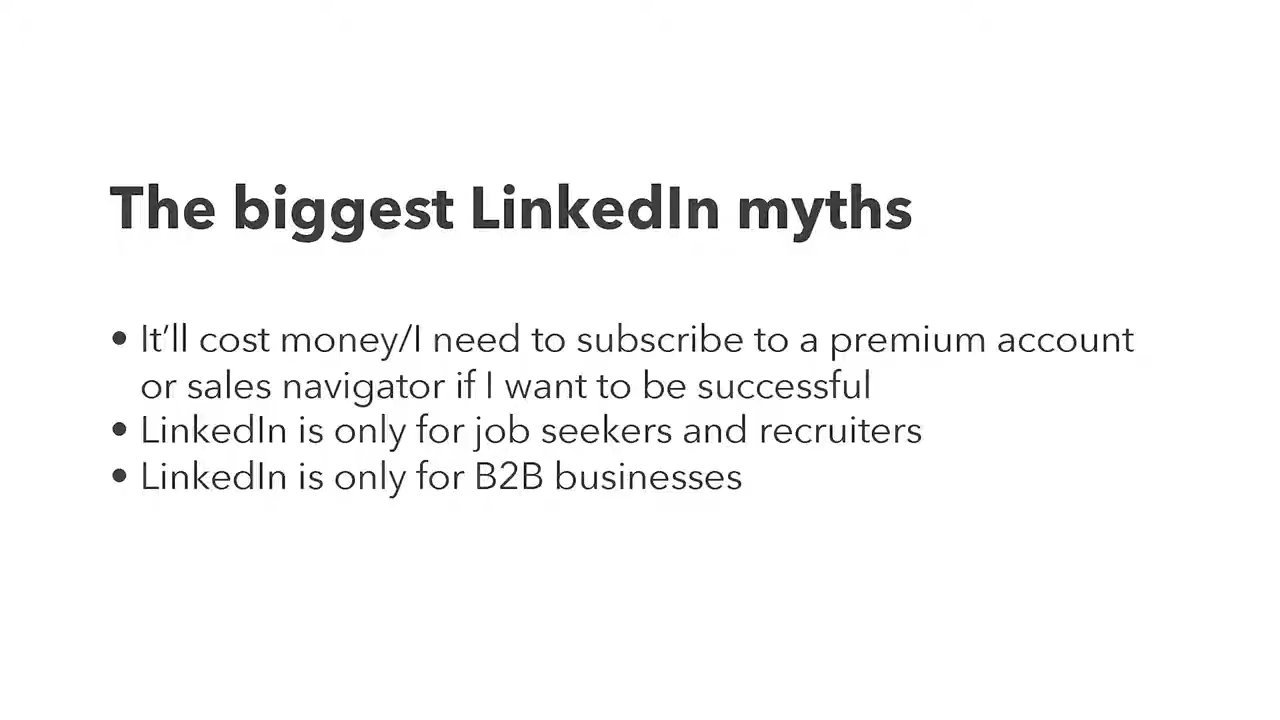 The biggest LinkedIn myths
• It’ll cost money/I need to subscribe to a premium account
or sales navigator if I want to be successful
• LinkedIn is only for job seekers and recruiters
• LinkedIn is only for B2B businesses